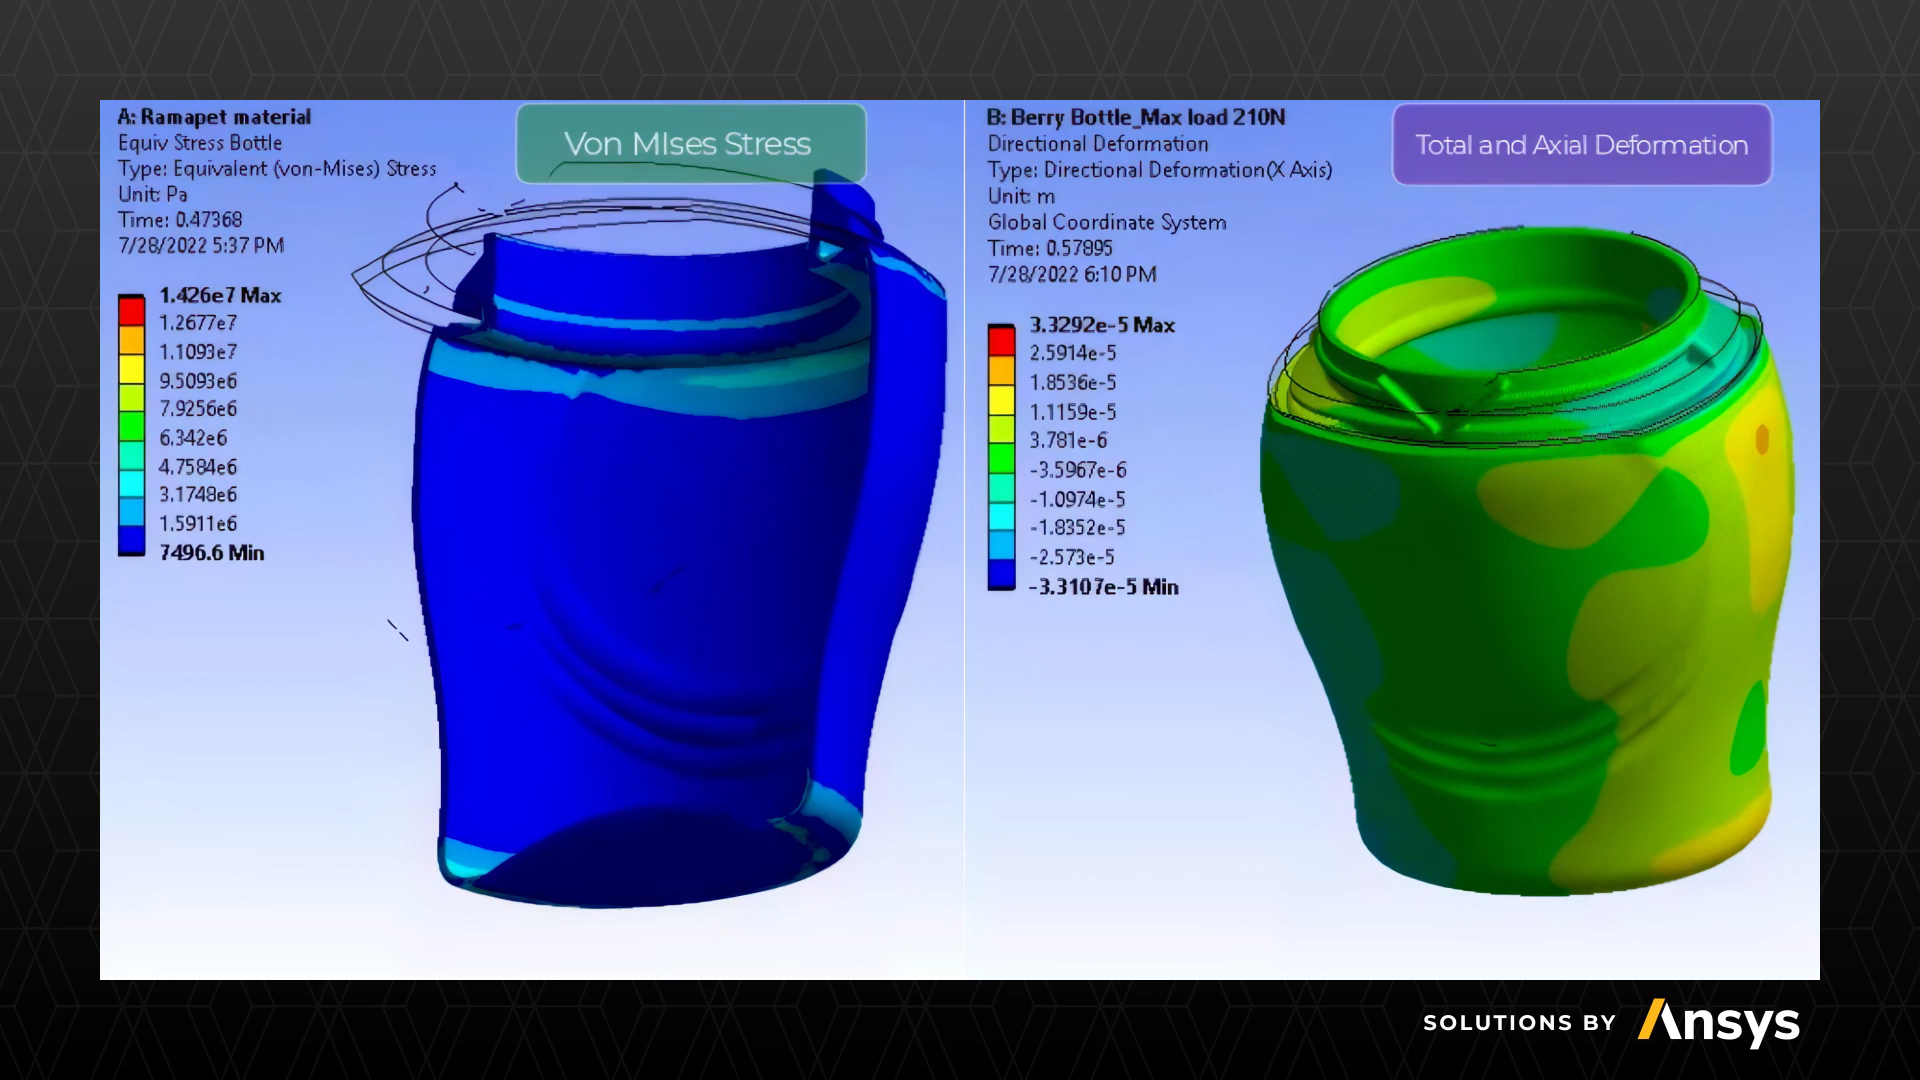 A: Ramapet material
Equiv Stress Bottle
Type: Equivalent (von-Mises) Stress
Unit: Pa
Time: 0.47368
7/28/2022 5:37 PM
Von MIses Stress
1.426e7 Max
1.2677e7
1.1093e7
9.5093e6
7.9256e6
6.342e6
4.7584e6
3.1748e6
1.5911e6
7496.6 Min
B: Berry Bottle_Max load 210N
Directional Deformation
Type: Directional Deformation(X Axis)
Unit: m
Global Coordinate System
Time: 0.57895
7/28/2022 6:10 PM
Total and Axial Deformation
3.3292e-5 Max
2.5914e-5
1.8536e-5
1.1159e-5
3.781e-6
-3.5967e-6
-1.0974e-5
-1.8352e-5
-2.573e-5
-3.3107e-5 Min
SOLUTIONS BY Ansys